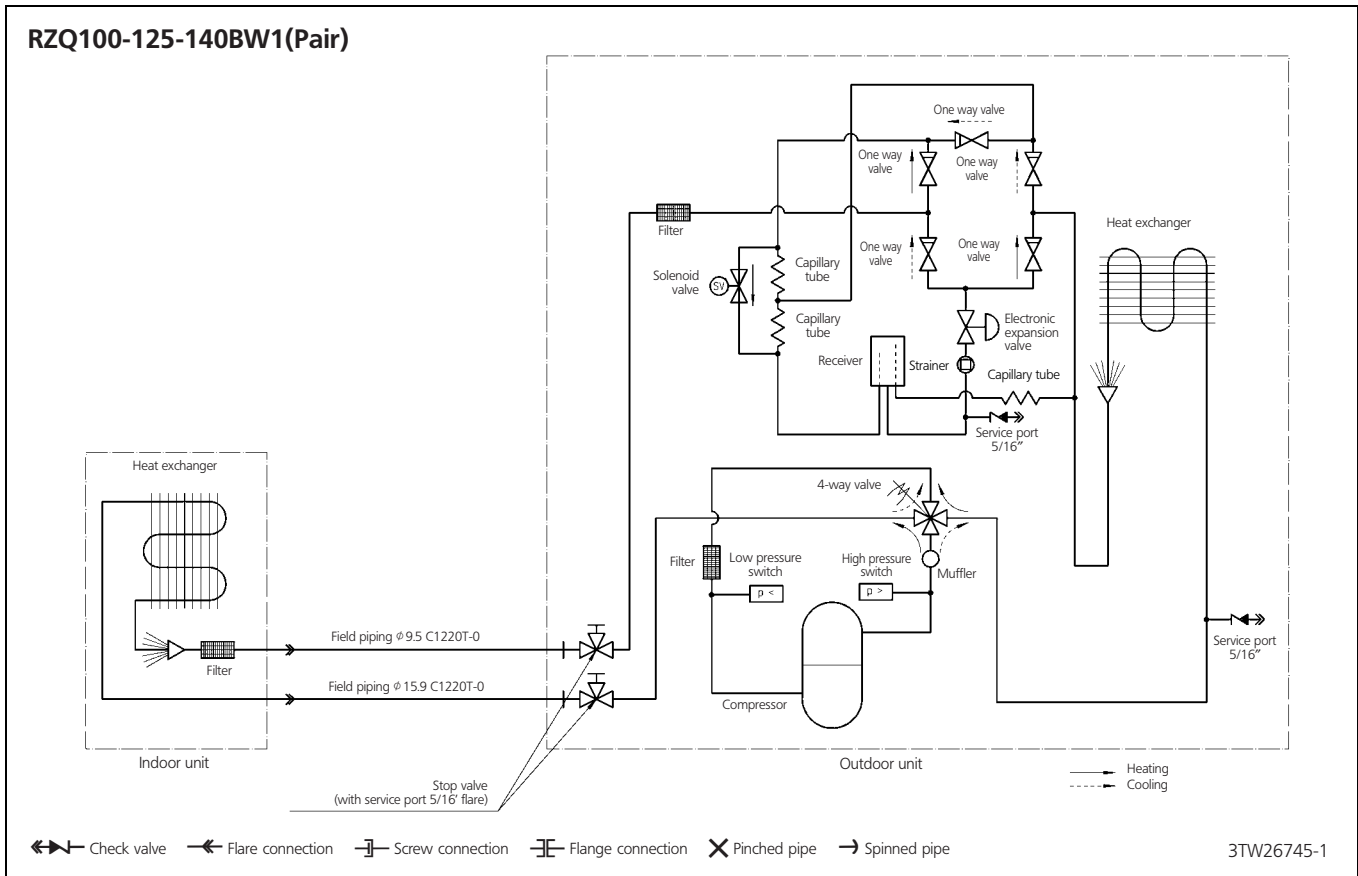 RZQ100-125-140BW1(Pair)
One way valve
One way
valve
One way
valve
Filter
Heat exchanger
One way
valve
One way
valve
Solenoid
valve
SV
Capillary
tube
Capillary
tube
Electronic
expansion
valve
Receiver
Strainer
Capillary tube
Service port
5/16"
Heat exchanger
4-way valve
Filter
Low pressure
switch
High pressure
switch
Muffler
p <
p >
Field piping ϕ 9.5 C1220T-0
Filter
Service port
5/16"
Field piping ϕ 15.9 C1220T-0
Compressor
Indoor unit
Outdoor unit
Stop valve
(with service port 5/16' flare)
Heating
Cooling
Check valve
Flare connection
Screw connection
Flange connection
Pinched pipe
Spinned pipe
3TW26745-1